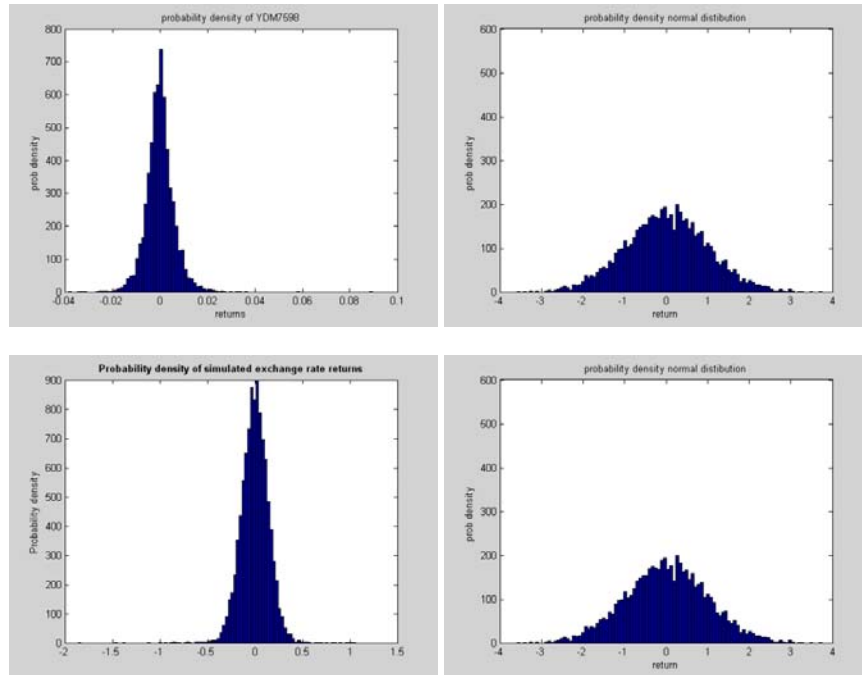 probability density of YDM7598
prob density
800
700
600
500
400
300
200
100
0
-0.04 -0.02 0 0.02 0.04 0.06 0.08 0.1
returns
probability density normal distibution
prob density
600
500
400
300
200
100
0
-4 -3 -2 -1 0 1 2 3 4
return
Probability density of simulated exchange rate returns
Probability density
900
800
700
600
500
400
300
200
100
0
-2 -1.5 -1 -0.5 0 0.5 1 1.5
probability density normal distibution
prob density
600
500
400
300
200
100
0
-4 -3 -2 -1 0 1 2 3 4
return